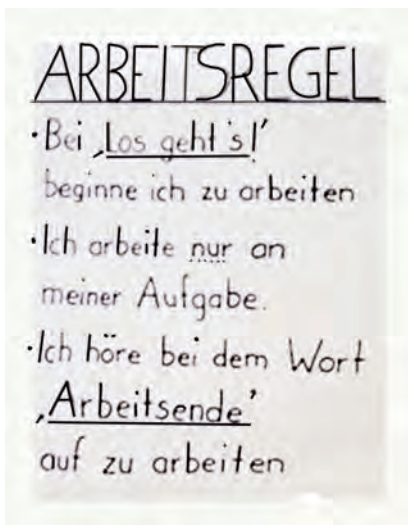 ARBEITSREGEL
• Bei ‚Los geht's!'
beginne ich zu arbeiten
• Ich arbeite nur an
meiner Aufgabe.
• Ich höre bei dem Wort
‚Arbeitsende'
auf zu arbeiten